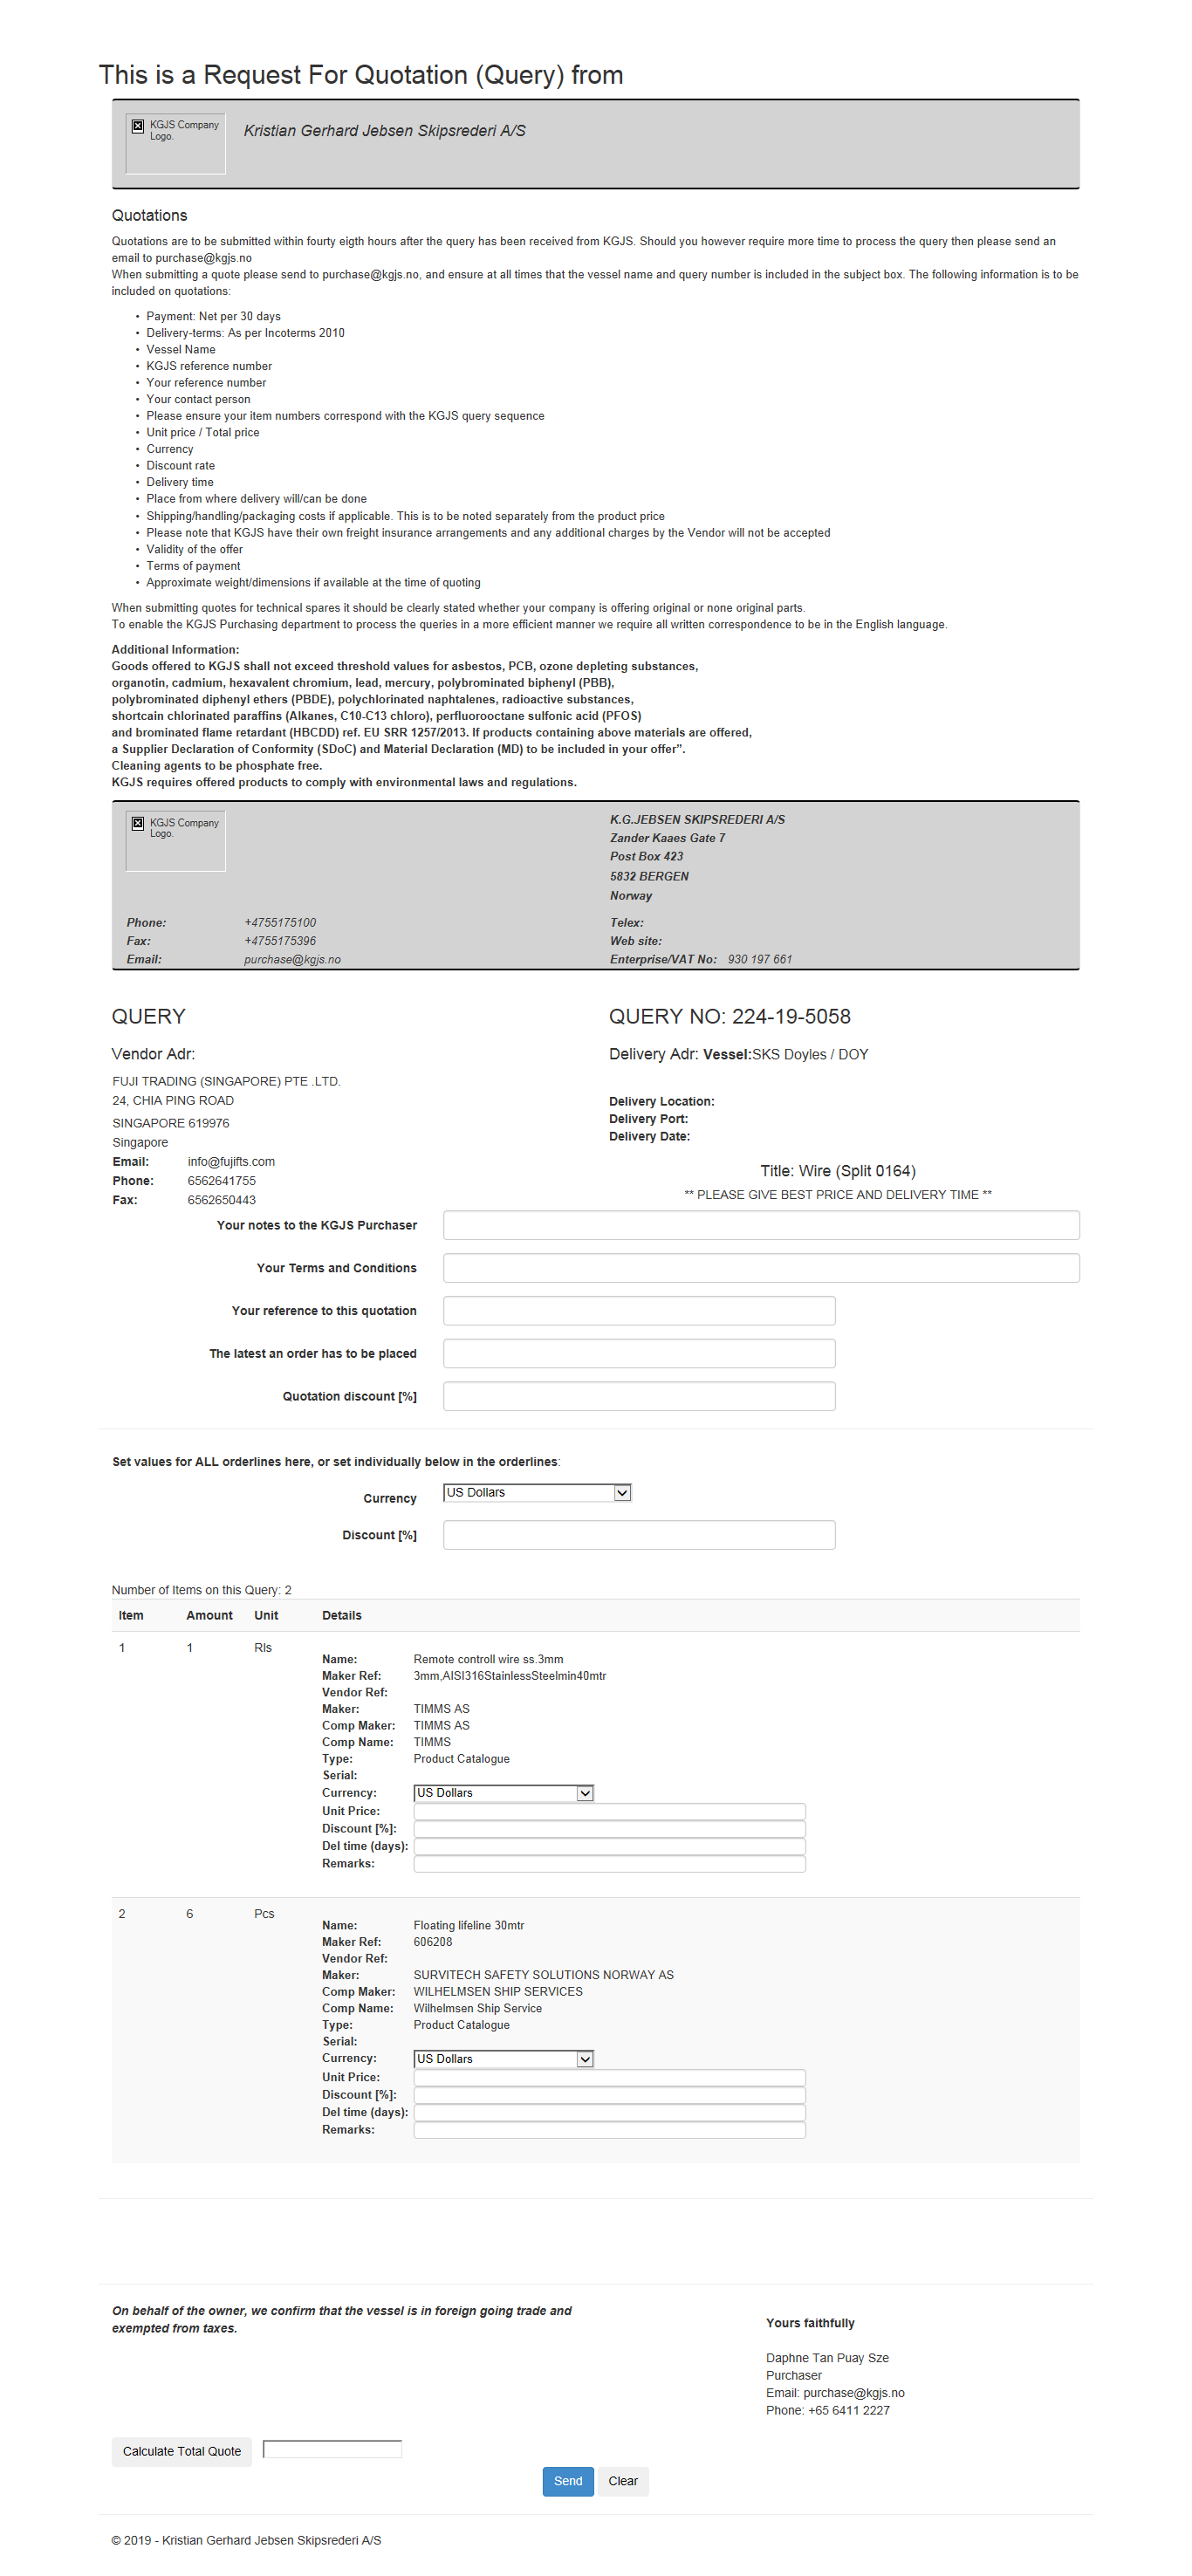 This is a Request For Quotation (Query) from
KGJS Company Logo.
Kristian Gerhard Jebsen Skipsrederi A/S
Quotations
Quotations are to be submitted within fourty eigth hours after the query has been received from KGJS. Should you however require more time to process the query then please send an
email to purchase@kgjs.no
When submitting a quote please send to purchase@kgjs.no, and ensure at all times that the vessel name and query number is included in the subject box. The following information is to be
included on quotations:
• Payment: Net per 30 days
• Delivery-terms: As per Incoterms 2010
• Vessel Name
• KGJS reference number
• Your reference number
• Your contact person
• Please ensure your item numbers correspond with the KGJS query sequence
• Unit price / Total price
• Currency
• Discount rate
• Delivery time
• Place from where delivery will/can be done
• Shipping/handling/packaging costs if applicable. This is to be noted separately from the product price
• Please note that KGJS have their own freight insurance arrangements and any additional charges by the Vendor will not be accepted
• Validity of the offer
• Terms of payment
• Approximate weight/dimensions if available at the time of quoting
When submitting quotes for technical spares it should be clearly stated whether your company is offering original or none original parts.
To enable the KGJS Purchasing department to process the queries in a more efficient manner we require all written correspondence to be in the English language.
Additional Information:
Goods offered to KGJS shall not exceed threshold values for asbestos, PCB, ozone depleting substances,
organotin, cadmium, hexavalent chromium, lead, mercury, polybrominated biphenyl (PBB),
polybrominated diphenyl ethers (PBDE), polychlorinated naphtalenes, radioactive substances,
shortcain chlorinated paraffins (Alkanes, C10-C13 chloro), perfluorooctane sulfonic acid (PFOS)
and brominated flame retardant (HBCDD) ref. EU SRR 1257/2013. If products containing above materials are offered,
a Supplier Declaration of Conformity (SDoC) and Material Declaration (MD) to be included in your offer”.
Cleaning agents to be phosphate free.
KGJS requires offered products to comply with environmental laws and regulations.
KGJS Company Logo.
K.G.JEBSEN SKIPSREDERI A/S
Zander Kaaes Gate 7
Post Box 423
5832 BERGEN
Norway
Phone: +4755175100 Telex:
Fax: +4755175396 Web site:
Email: purchase@kgjs.no Enterprise/VAT No: 930 197 661
QUERY
QUERY NO: 224-19-5058
Vendor Adr:
Delivery Adr: Vessel:SKS Doyles / DOY
FUJI TRADING (SINGAPORE) PTE .LTD.
24, CHIA PING ROAD
SINGAPORE 619976
Singapore
Email: info@fujifts.com
Phone: 6562641755
Fax: 6562650443
Delivery Location:
Delivery Port:
Delivery Date:
Title: Wire (Split 0164)
** PLEASE GIVE BEST PRICE AND DELIVERY TIME **
Your notes to the KGJS Purchaser
Your Terms and Conditions
Your reference to this quotation
The latest an order has to be placed
Quotation discount [%]
Set values for ALL orderlines here, or set individually below in the orderlines:
Currency US Dollars
Discount [%]
Number of Items on this Query: 2
Item Amount Unit Details
1 1 Rls
Name: Remote controll wire ss.3mm
Maker Ref: 3mm,AISI316StainlessSteelmin40mtr
Vendor Ref:
Maker: TIMMS AS
Comp Maker: TIMMS AS
Comp Name: TIMMS
Type: Product Catalogue
Serial:
Currency: US Dollars
Unit Price:
Discount [%]:
Del time (days):
Remarks:
2 6 Pcs
Name: Floating lifeline 30mtr
Maker Ref: 606208
Vendor Ref:
Maker: SURVITECH SAFETY SOLUTIONS NORWAY AS
Comp Maker: WILHELMSEN SHIP SERVICES
Comp Name: Wilhelmsen Ship Service
Type: Product Catalogue
Serial:
Currency: US Dollars
Unit Price:
Discount [%]:
Del time (days):
Remarks:
On behalf of the owner, we confirm that the vessel is in foreign going trade and
exempted from taxes.
Yours faithfully
Daphne Tan Puay Sze
Purchaser
Email: purchase@kgjs.no
Phone: +65 6411 2227
Calculate Total Quote
Send Clear
© 2019 - Kristian Gerhard Jebsen Skipsrederi A/S